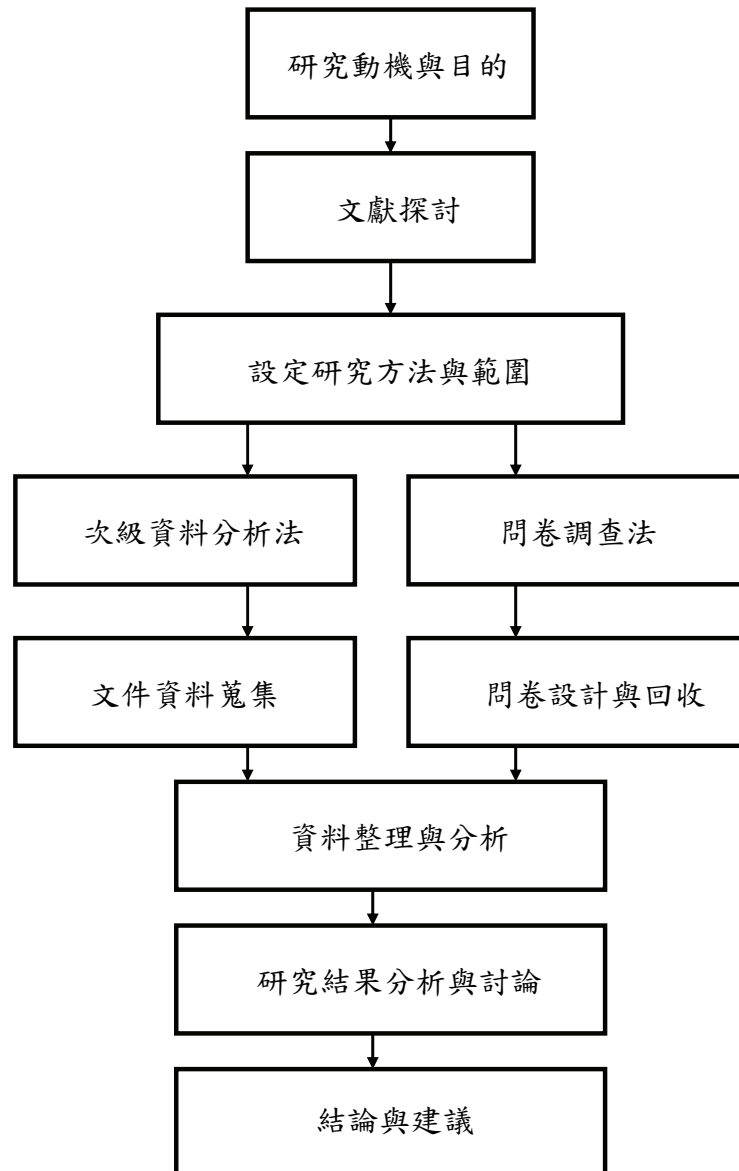 研究動機與目的
文獻探討
設定研究方法與範圍
次級資料分析法
問卷調查法
文件資料蒐集
問卷設計與回收
資料整理與分析
研究結果分析與討論
結論與建議